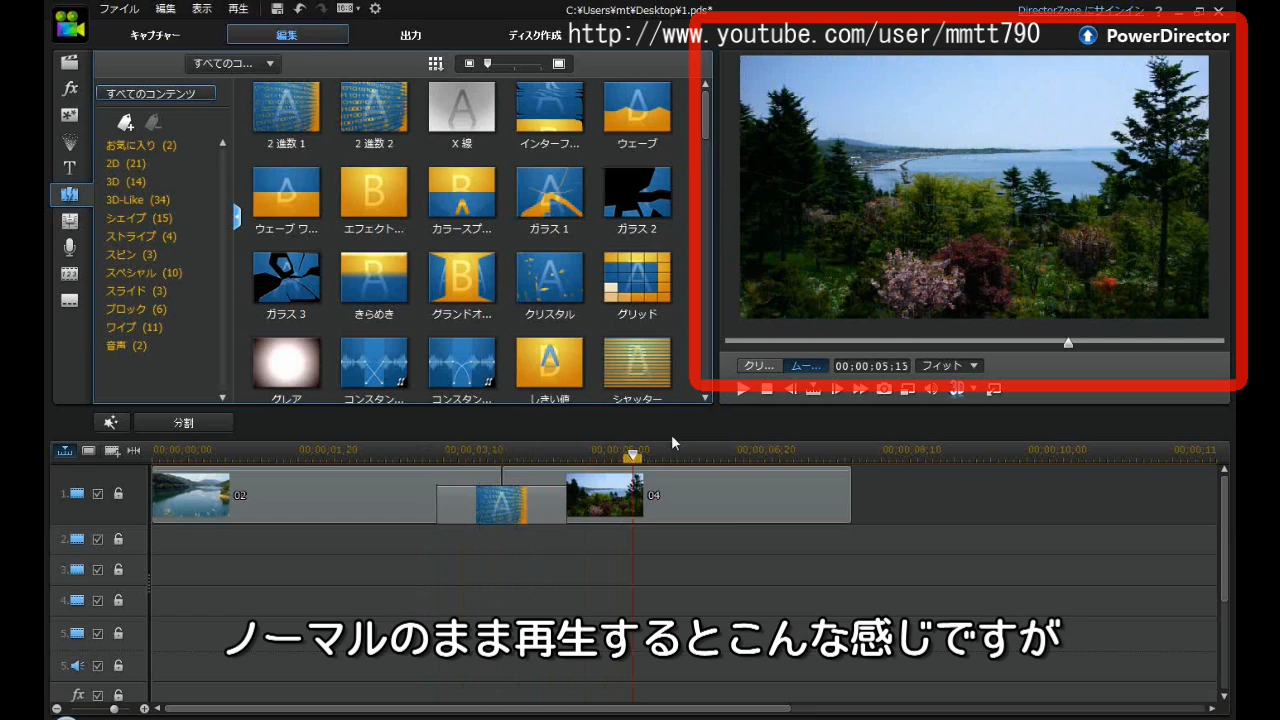 ファイル 編集 表示 再生
C:¥Users¥mt¥Desktop¥1.pds*
DirectorZone にサインイン ?
キャプチャー 編集 出力 ディスク作成
http://www.youtube.com/user/mmtt790
PowerDirector
すべてのコ...
すべてのコンテンツ
お気に入り (2)
2D (21)
3D (14)
3D-Like (34)
シェイプ (15)
ストライプ (4)
スピン (3)
スペシャル (10)
スライド (3)
ブロック (6)
ワイプ (11)
音声 (2)
2 進数 1 2 進数 2 X 線 インターフ... ウェーブ
ウェーブ ワ... エフェクト... カラースプ... ガラス 1 ガラス 2
ガラス 3 きらめき グランドオ... クリスタル グリッド
グレア コンスタン... コンスタン... しきい値 シャッター
クリ... ムー... 00;00;05;15 フィット
3D
分割
00;00;00;00 00;00;01;20 00;00;03;10 00;00;05;00 00;00;06;20 00;00;08;10 00;00;10;00 00;00;11
1. 02 04
2.
3.
4.
5.
5.
fx
ノーマルのまま再生するとこんな感じですが